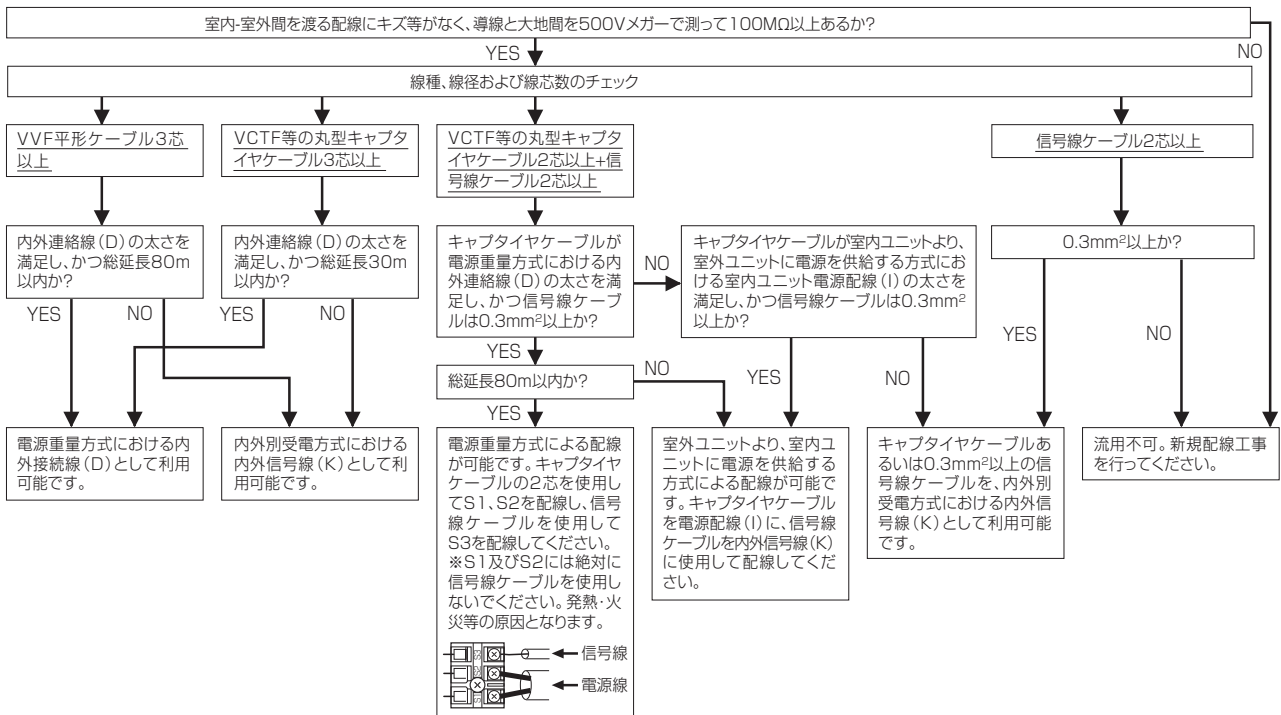 室内-室外間を渡る配線にキズ等がなく、導線と大地間を500Vメガーで測って100MΩ以上あるか?
YES
NO
線種、線径および線芯数のチェック
VVF平形ケーブル3芯
以上
VCTF等の丸型キャプタ
イヤケーブル3芯以上
VCTF等の丸型キャプタ
イヤケーブル2芯以上+信
号線ケーブル2芯以上
信号線ケーブル2芯以上
内外連絡線(D)の太さを
満足し、かつ総延長80m
以内か?
内外連絡線(D)の太さを
満足し、かつ総延長30m
以内か?
キャプタイヤケーブルが
電源重量方式における内
外連絡線(D)の太さを満
足し、かつ信号線ケーブ
ルは0.3mm²以上か?
NO
キャプタイヤケーブルが室内ユニットより、
室外ユニットに電源を供給する方式にお
ける室内ユニット電源配線(I)の太さを
満足し、かつ信号線ケーブルは0.3mm²
以上か?
0.3mm²以上か?
YES
NO
YES
NO
YES
YES
NO
YES
NO
総延長80m以内か?
NO
YES
電源重量方式における内
外接続線(D)として利用
可能です。
内外別受電方式における
内外信号線(K)として利
用可能です。
電源重量方式による配線
が可能です。キャプタイヤ
ケーブルの2芯を使用し
てS1、S2を配線し、信号
線ケーブルを使用して
S3を配線してください。
※S1及びS2には絶対に
信号線ケーブルを使用し
ないでください。発熱・火
災等の原因となります。
S3
S2
S1
信号線
電源線
室外ユニットより、室内ユ
ニットに電源を供給する
方式による配線が可能で
す。キャプタイヤケーブル
を電源配線(I)に、信号線
ケーブルを内外信号線(K)
に使用して配線してくだ
さい。
キャプタイヤケーブルあ
るいは0.3mm²以上の信
号線ケーブルを、内外別
受電方式における内外信
号線(K)として利用可能
です。
流用不可。新規配線工事
を行ってください。